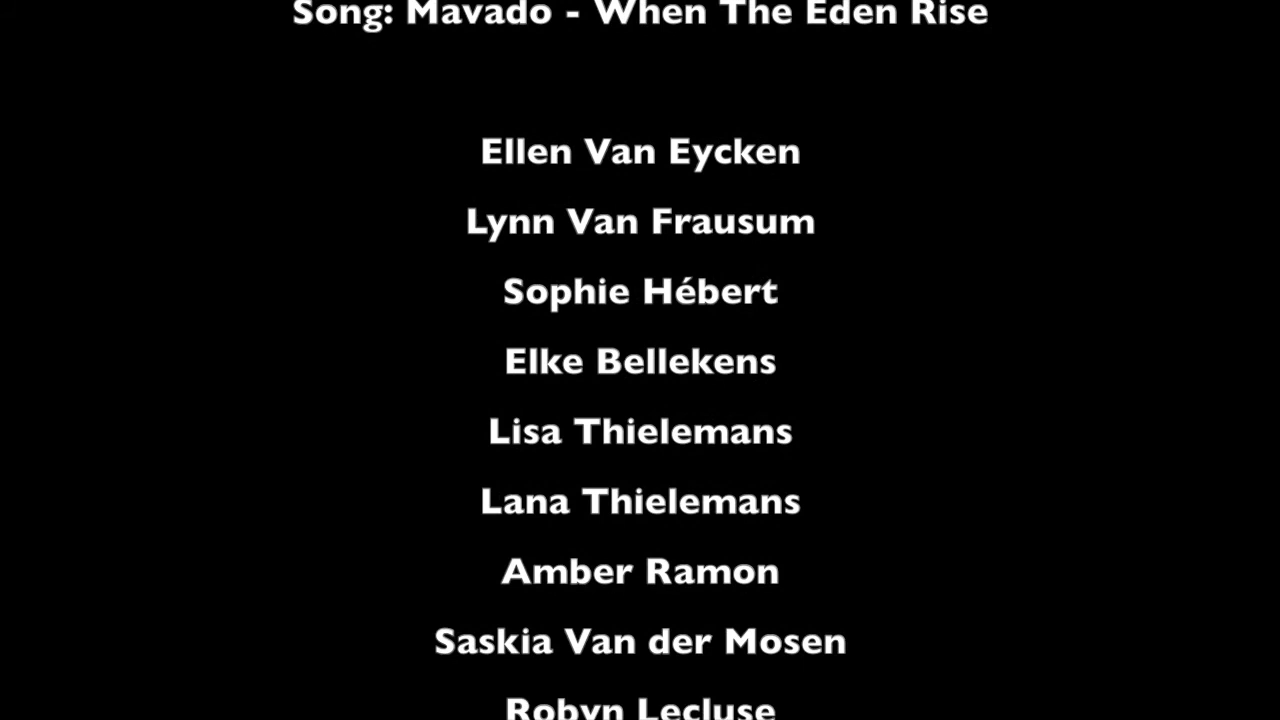 Song: Mavado - When The Eden Rise
Ellen Van Eycken
Lynn Van Frausum
Sophie Hébert
Elke Bellekens
Lisa Thielemans
Lana Thielemans
Amber Ramon
Saskia Van der Mosen
Robyn Lecluse